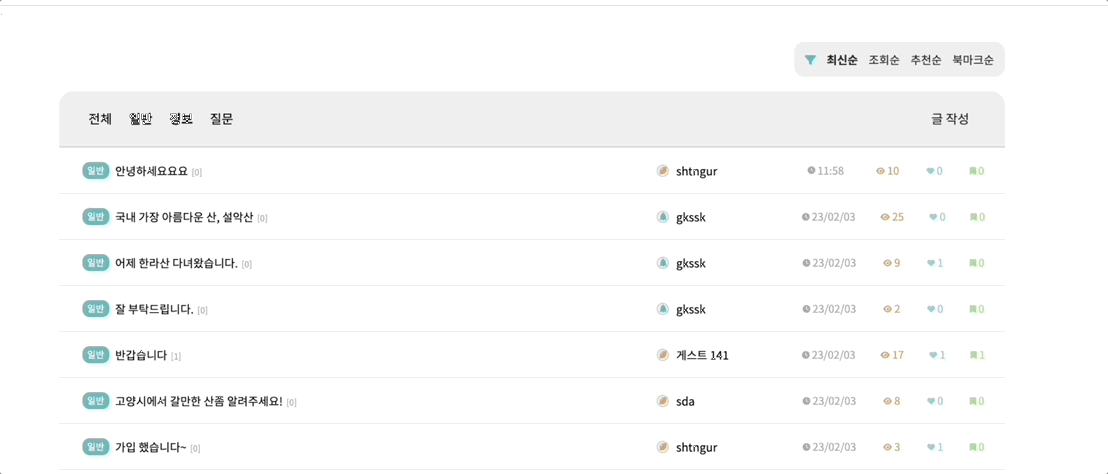 최신순 조회순 추천순 북마크순
전체 일반 정보 질문 글 작성
일반 안녕하세요요요 [0] shtngur 11:58 10 0 0
일반 국내 가장 아름다운 산, 설악산 [0] gkssk 23/02/03 25 0 0
일반 어제 한라산 다녀왔습니다. [0] gkssk 23/02/03 9 1 0
일반 잘 부탁드립니다. [0] gkssk 23/02/03 2 0 0
일반 반갑습니다 [1] 게스트 141 23/02/03 17 1 1
일반 고양시에서 갈만한 산좀 알려주세요! [0] sda 23/02/03 8 0 0
일반 가입 했습니다~ [0] shtngur 23/02/03 3 1 0